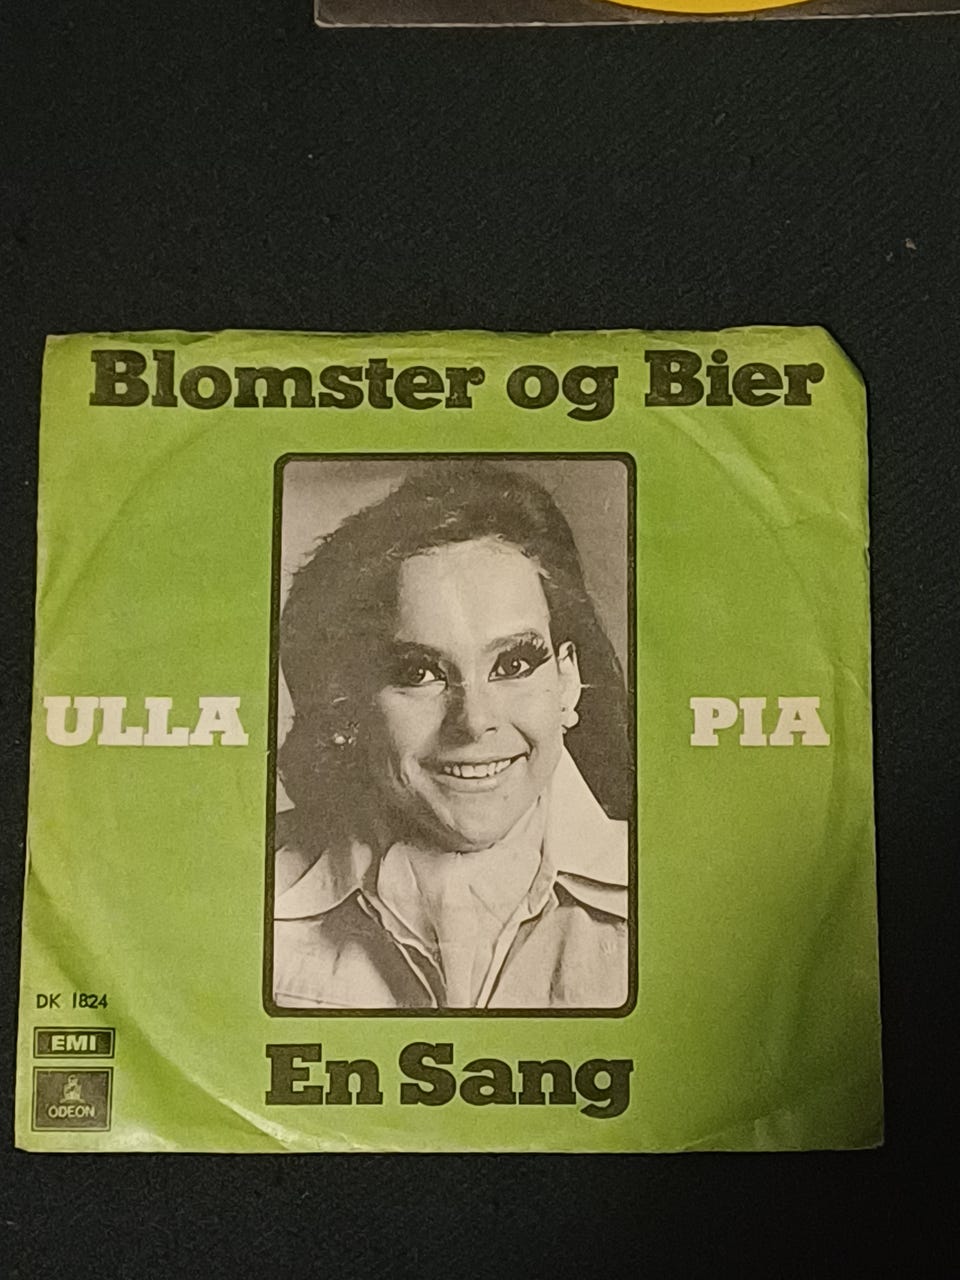 Blomster og Bier
ULLA PIA
DK 1824
EMI
ODEON
En Sang